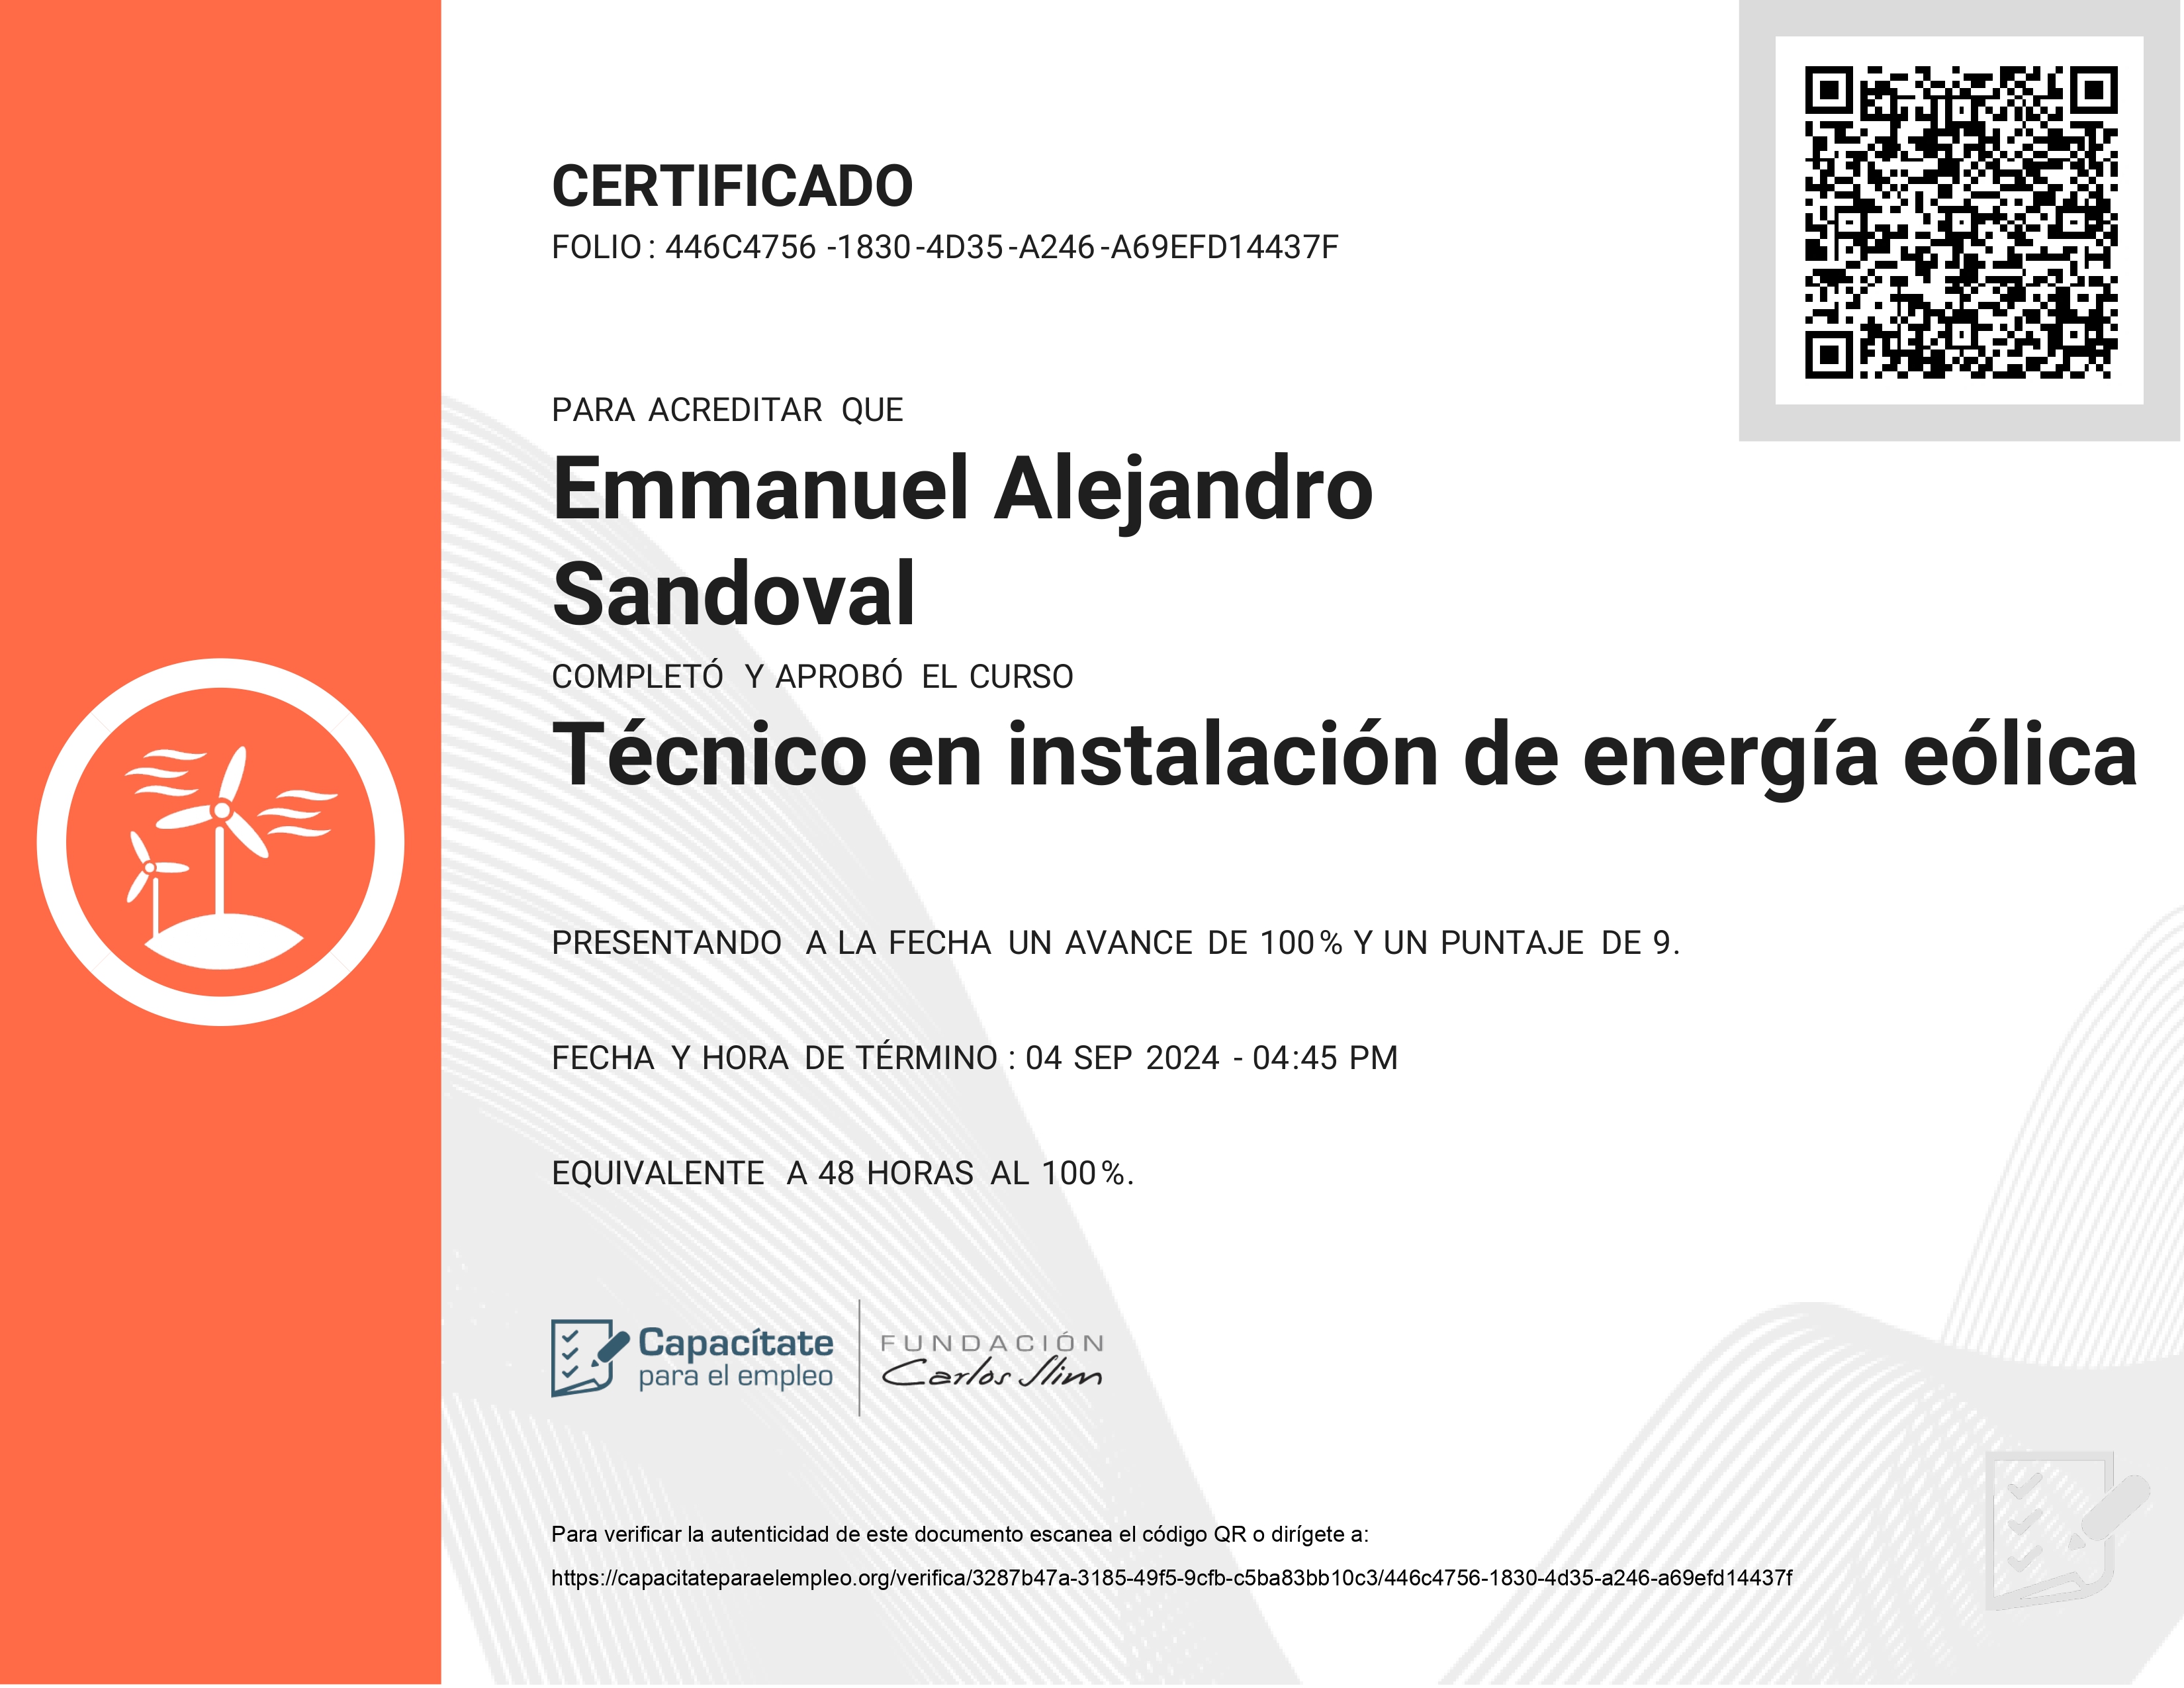 CERTIFICADO
FOLIO: 446C4756-1830-4D35-A246-A69EFD14437F
PARA ACREDITAR QUE
Emmanuel Alejandro
Sandoval
COMPLETÓ Y APROBÓ EL CURSO
Técnico en instalación de energía eólica
PRESENTANDO A LA FECHA UN AVANCE DE 100% Y UN PUNTAJE DE 9.
FECHA Y HORA DE TÉRMINO: 04 SEP 2024 - 04:45 PM
EQUIVALENTE A 48 HORAS AL 100%.
Capacítate
para el empleo
FUNDACIÓN
Carlos Slim
Para verificar la autenticidad de este documento escanea el código QR o dirígete a:
https://capacitateparaelempleo.org/verifica/3287b47a-3185-49f5-9cfb-c5ba83bb10c3/446c4756-1830-4d35-a246-a69efd14437f